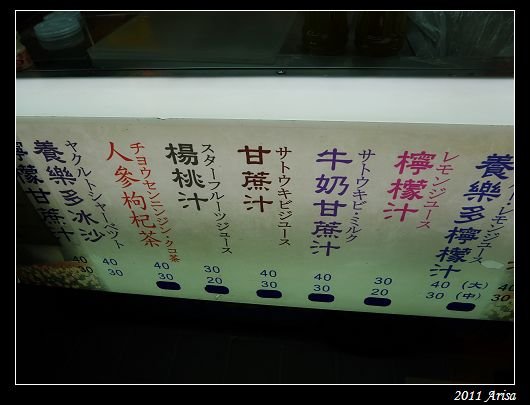 レモンジュース
養樂多檸檬汁
40 (大)
30 (中)
レモンジュース
檸檬汁
30
20
サトウキビ・ミルク
牛奶甘蔗汁
40
30
サトウキビジュース
甘蔗汁
40
30
スターフルーツジュース
楊桃汁
30
20
チョウセンニンジン・クコ茶
人參枸杞茶
40
30
ヤクルトシャーベット
養樂多冰沙
40
30
檸檬甘蔗汁
40
30
2011 Arisa